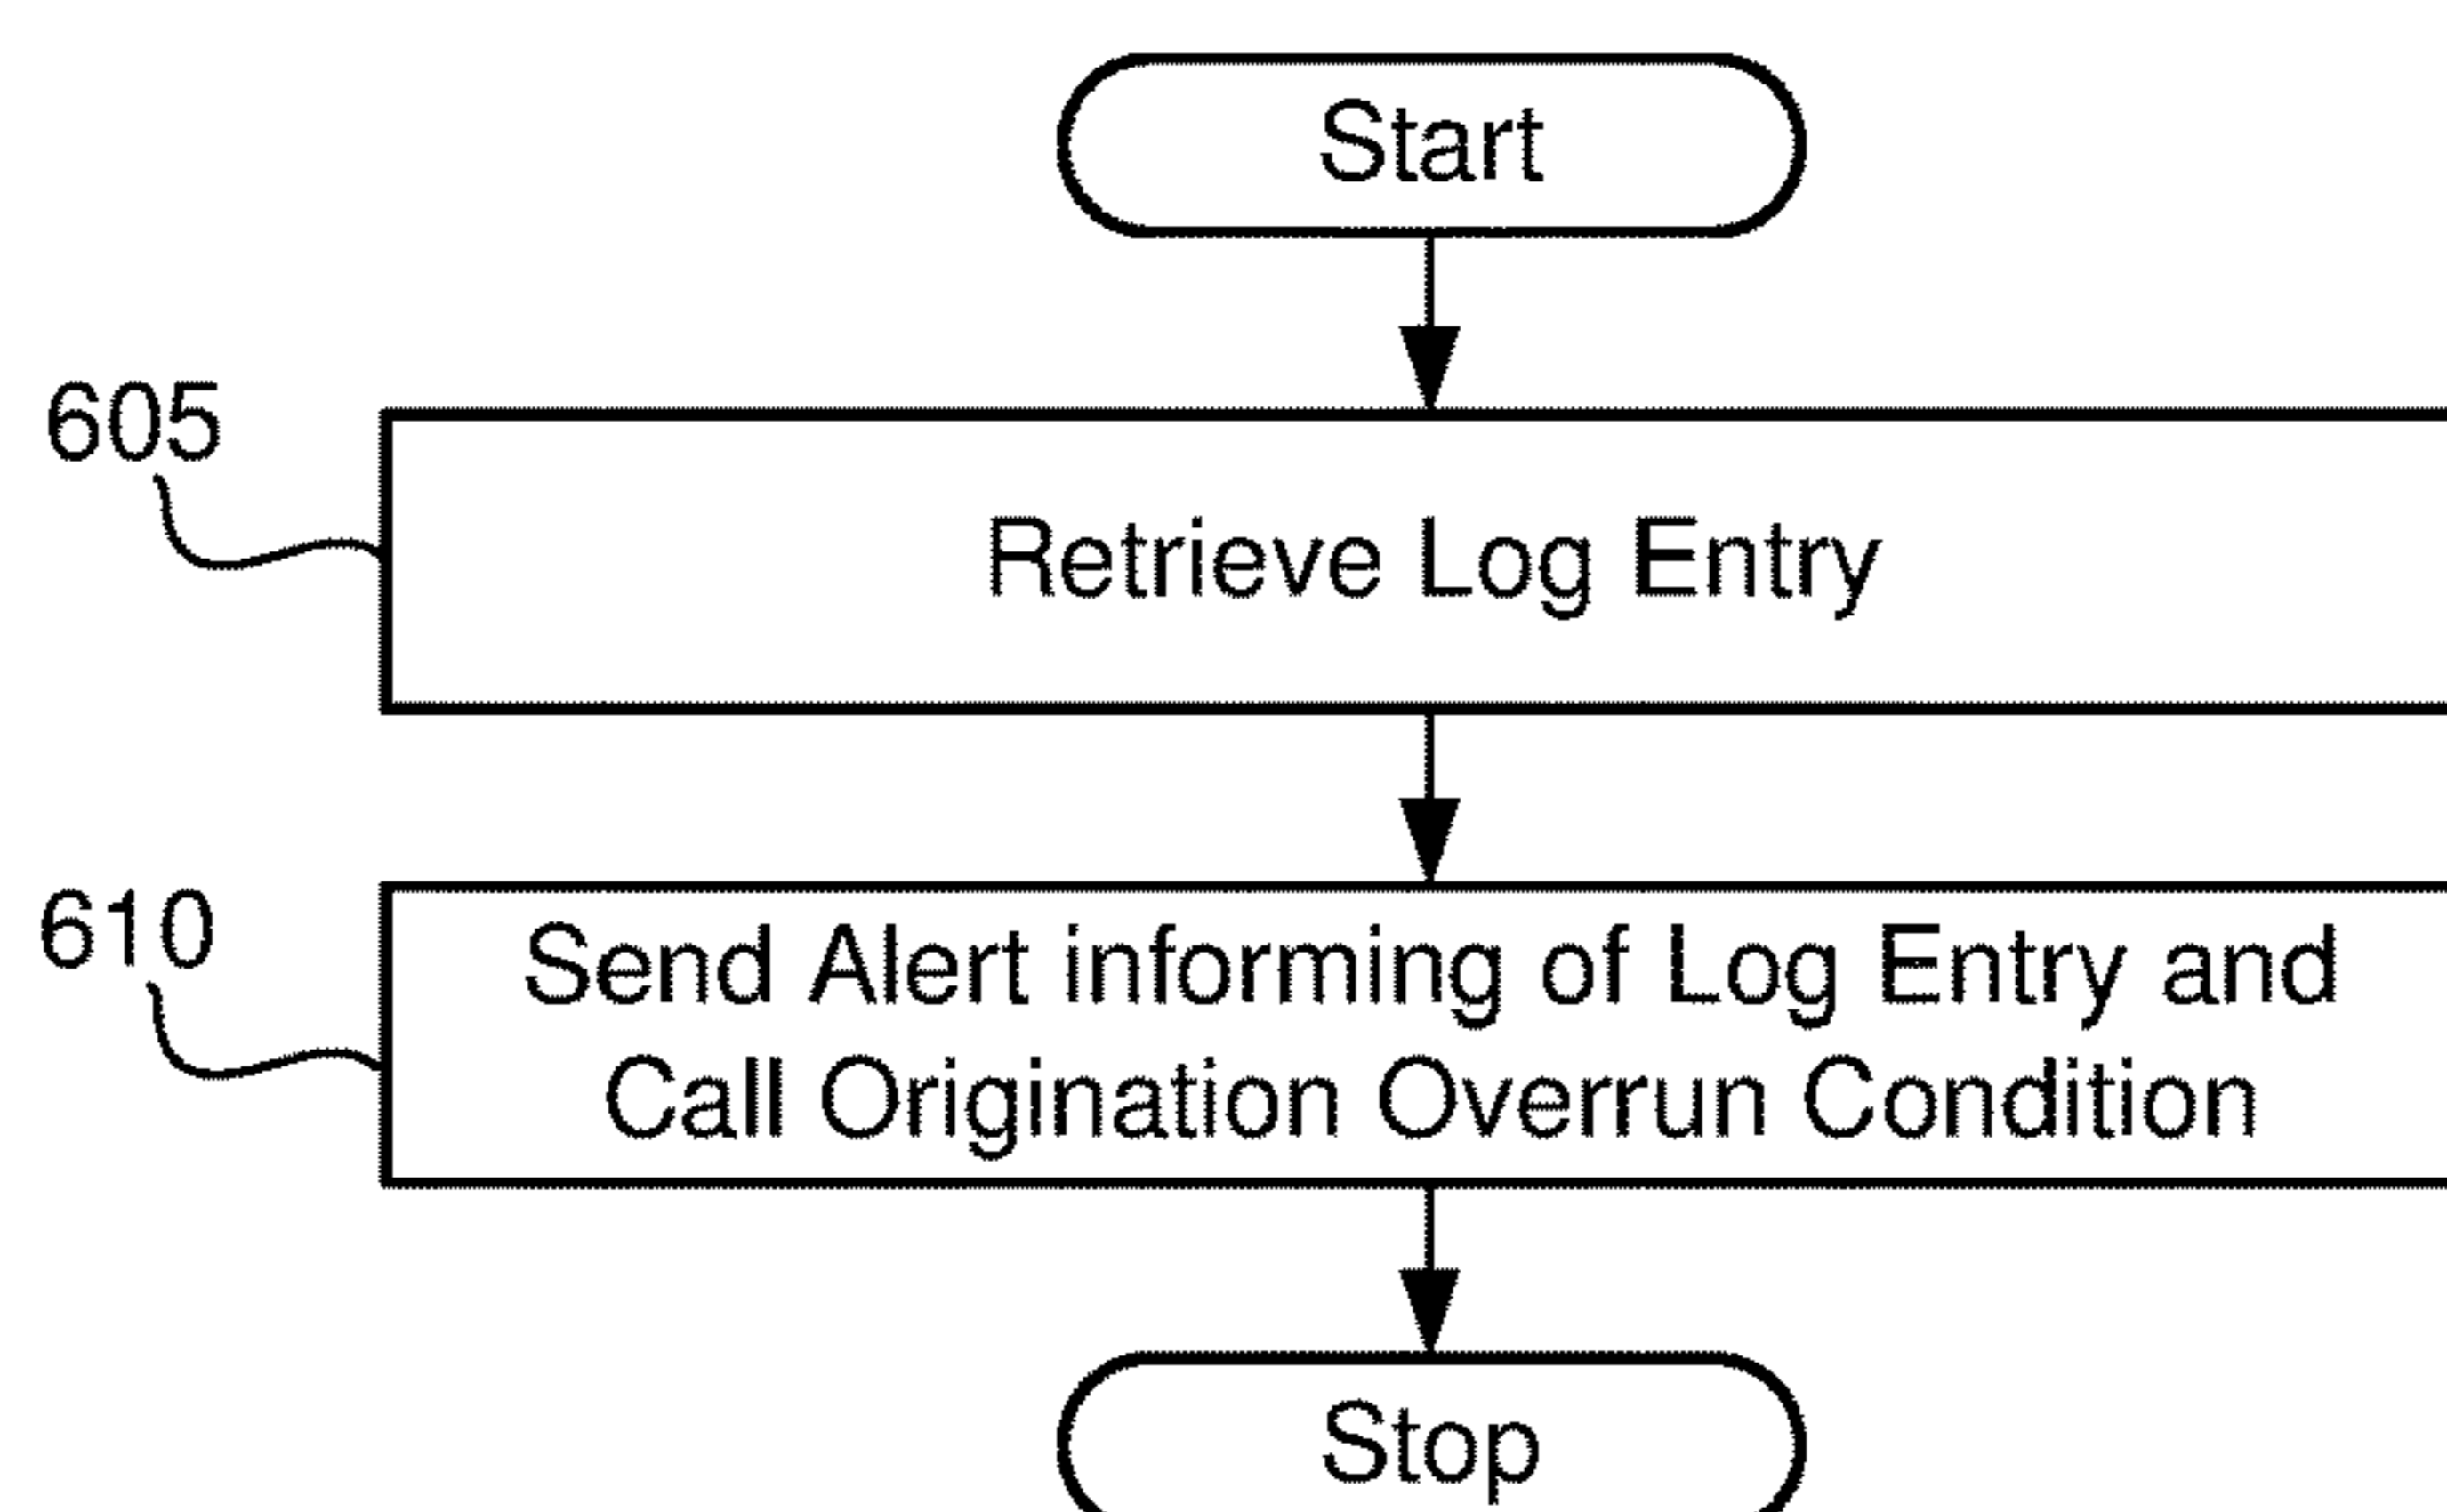 Start
605
Retrieve Log Entry
610
Send Alert informing of Log Entry and
Call Origination Overrun Condition
Stop